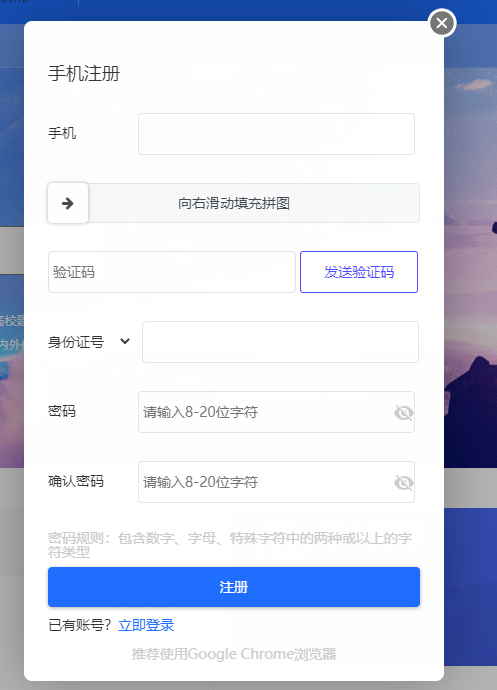 手机注册
手机
向右滑动填充拼图
验证码
发送验证码
身份证号
密码
请输入8-20位字符
确认密码
请输入8-20位字符
密码规则：包含数字、字母、特殊字符中的两种或以上的字
符类型
注册
已有账号？立即登录
推荐使用Google Chrome浏览器
内外